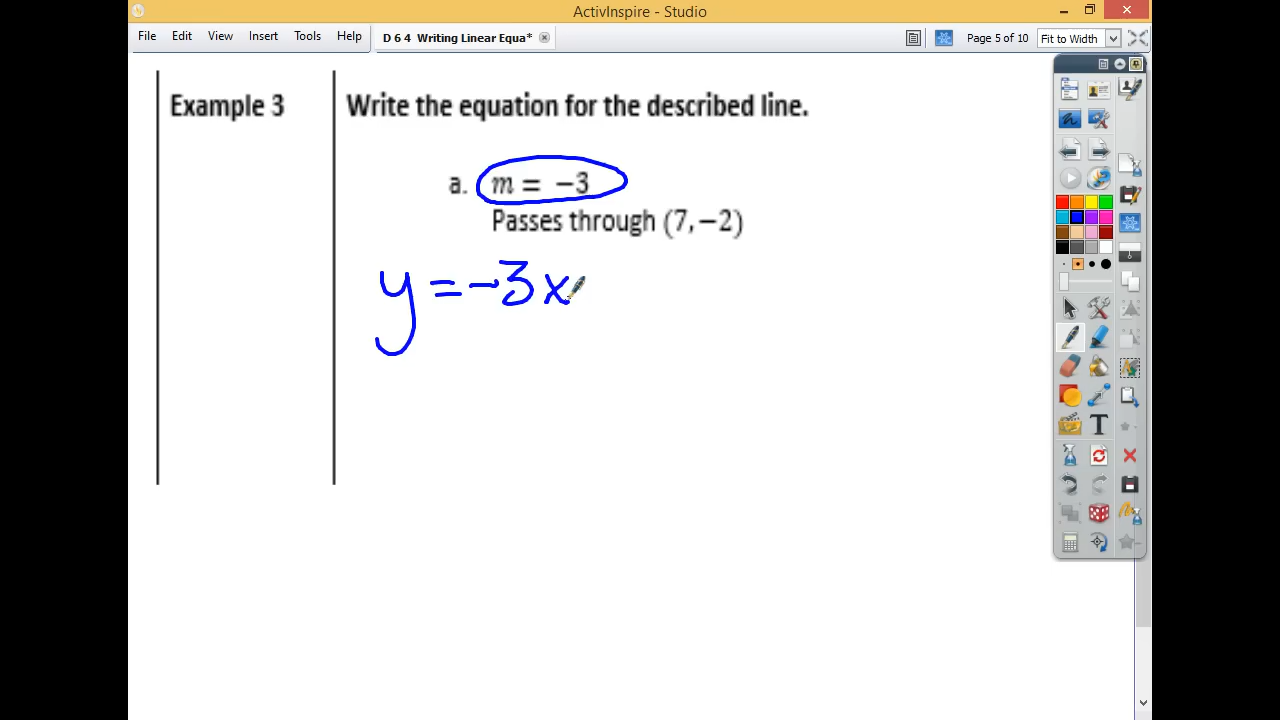 ActivInspire - Studio
File Edit View Insert Tools Help D 6 4 Writing Linear Equa* Page 5 of 10 Fit to Width
Example 3 Write the equation for the described line.
a. m = −3
Passes through (7, −2)
y = -3x